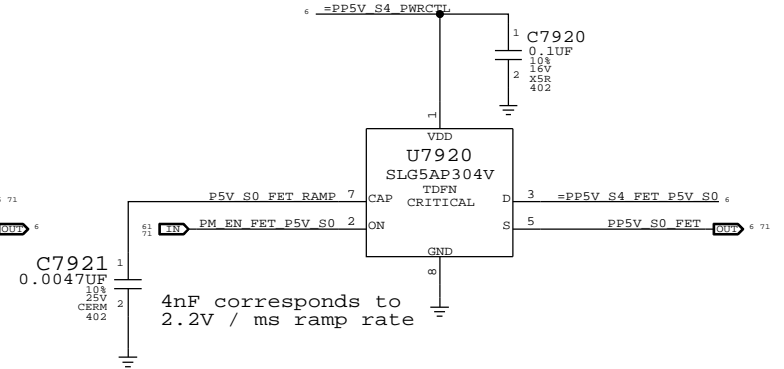 6 =PP5V_S4_PWRCTL
1 C7920
0.1UF
10%
16V
2 X5R
402
1
VDD
U7920
SLG5AP304V
TDFN
CRITICAL
P5V_S0_FET_RAMP 7 CAP
D 3 =PP5V_S4_FET_P5V_S0 6
6 71
OUT 6
61
71
IN PM_EN_FET_P5V_S0 2 ON
S 5 PP5V_S0_FET OUT 6 71
GND
8
C7921 1
0.0047UF
10%
25V
CERM 2
402
4nF corresponds to
2.2V / ms ramp rate